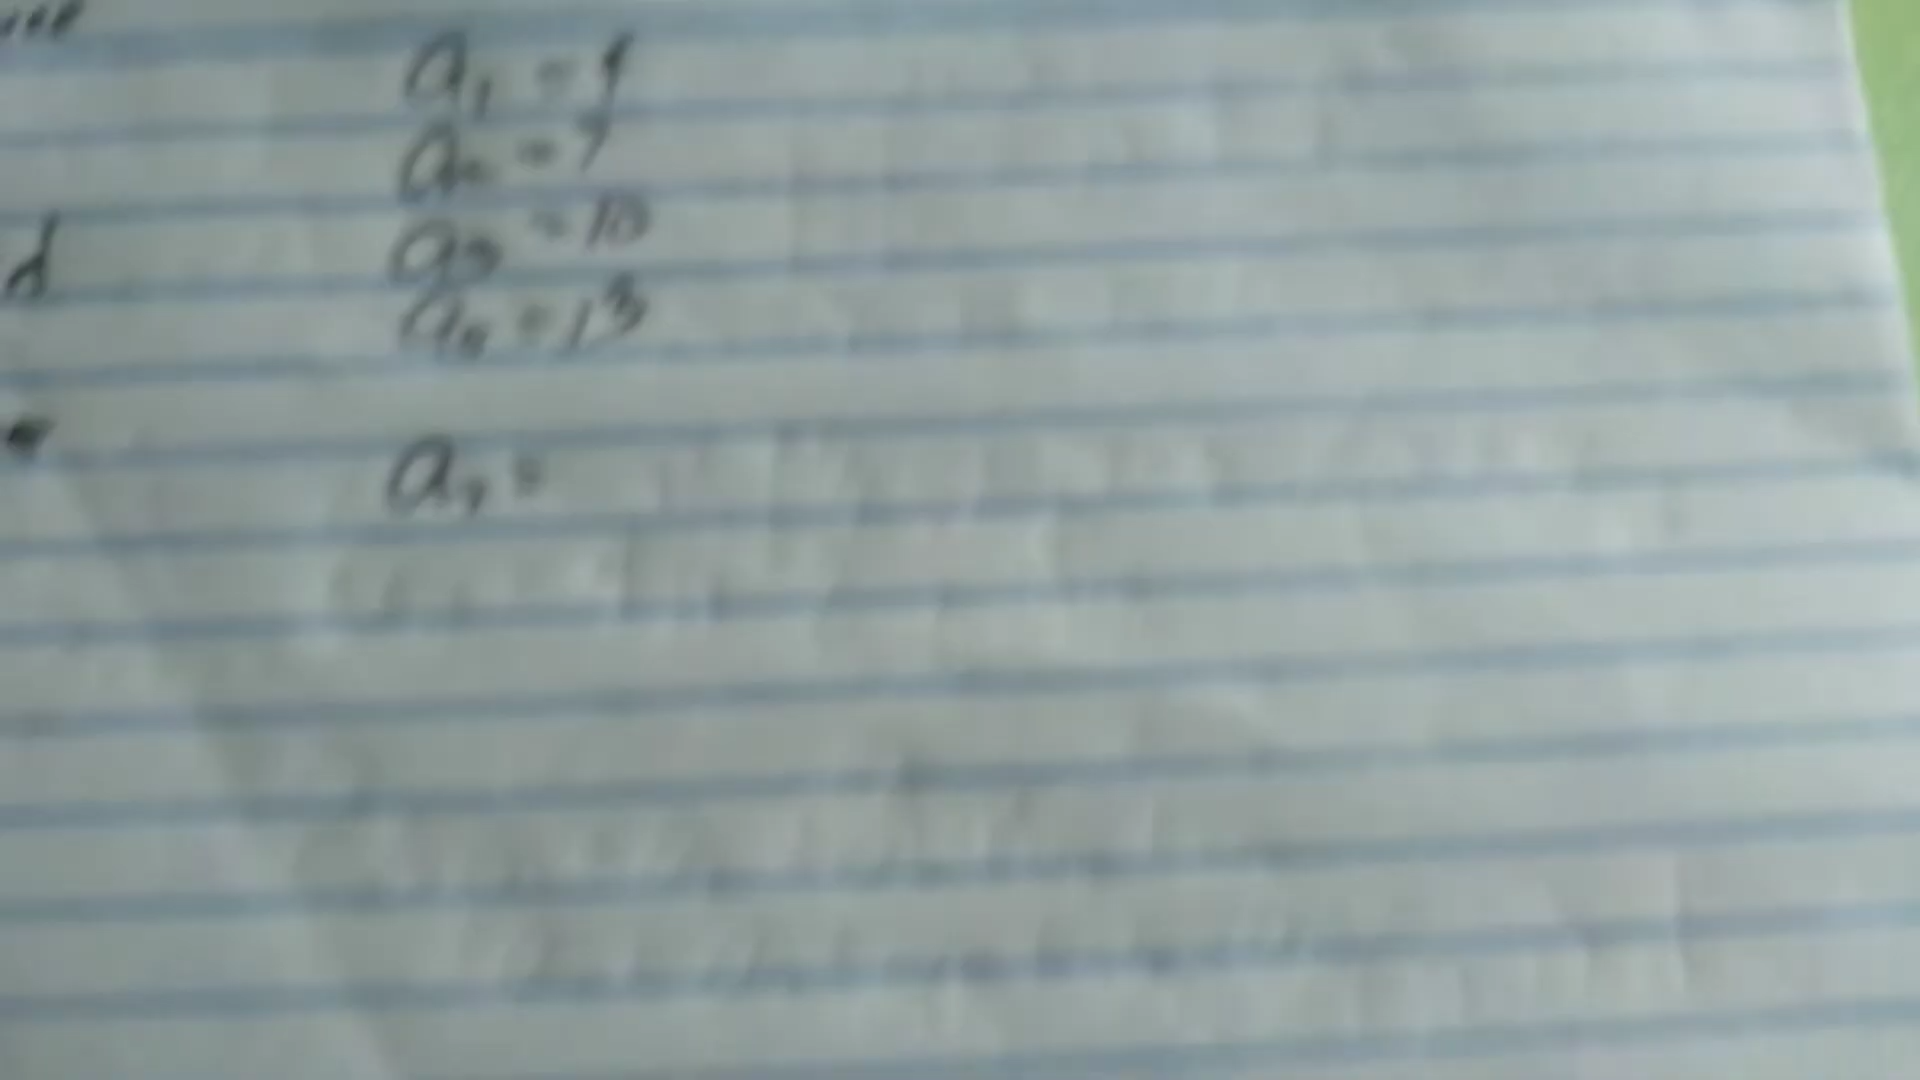 a₁ = 4
a₂ = 7
d
a₃ = 10
a₄ = 13
a₇ =